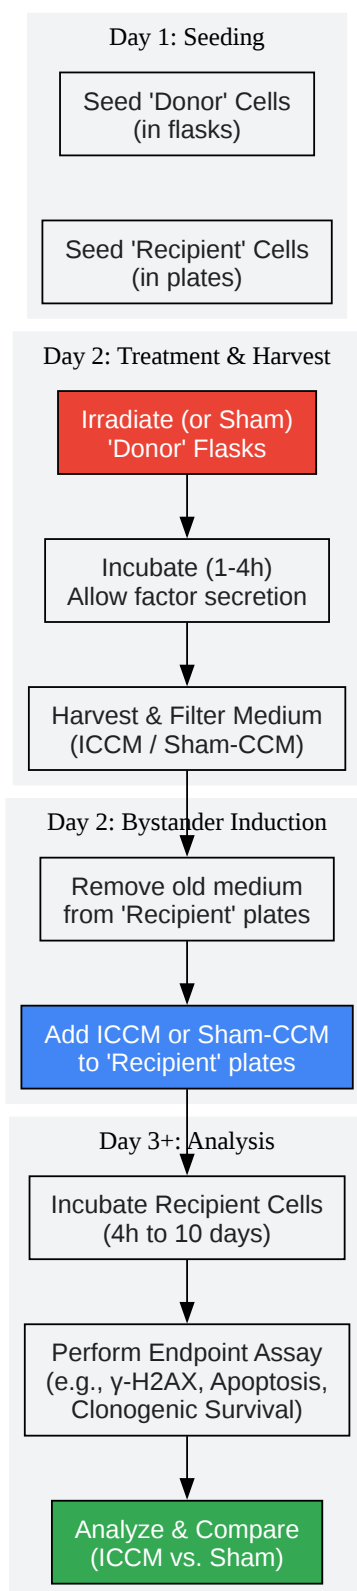 Day 1: Seeding
Seed 'Donor' Cells
(in flasks)
Seed 'Recipient' Cells
(in plates)
Day 2: Treatment & Harvest
Irradiate (or Sham)
'Donor' Flasks
Incubate (1-4h)
Allow factor secretion
Harvest & Filter Medium
(ICCM / Sham-CCM)
Day 2: Bystander Induction
Remove old medium
from 'Recipient' plates
Add ICCM or Sham-CCM
to 'Recipient' plates
Day 3+: Analysis
Incubate Recipient Cells
(4h to 10 days)
Perform Endpoint Assay
(e.g., γ-H2AX, Apoptosis,
Clonogenic Survival)
Analyze & Compare
(ICCM vs. Sham)